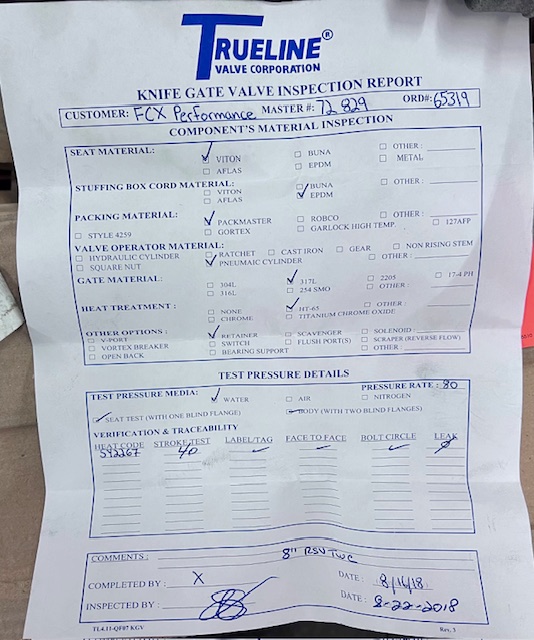 TRUELINE®
VALVE CORPORATION
KNIFE GATE VALVE INSPECTION REPORT
CUSTOMER: FCX Performance MASTER #: 72829 ORD#: 65319
COMPONENT'S MATERIAL INSPECTION
SEAT MATERIAL: ✓ VITON □ BUNA □ OTHER:
□ AFLAS □ EPDM □ METAL
STUFFING BOX CORD MATERIAL: □ BUNA □ OTHER:
□ VITON ✓ EPDM
□ AFLAS
PACKING MATERIAL: ✓ PACKMASTER □ ROBCO □ OTHER:
□ STYLE 4259 □ GORTEX □ GARLOCK HIGH TEMP □ 127AFP
VALVE OPERATOR MATERIAL:
□ HYDRAULIC CYLINDER □ RATCHET □ CAST IRON □ GEAR □ NON RISING STEM
□ SQUARE NUT ✓ PNEUMAIC CYLINDER □ OTHER:
GATE MATERIAL: □ 304L ✓ 317L □ 2205 □ 17-4 PH
□ 316L □ 254 SMO □ OTHER:
HEAT TREATMENT: □ NONE ✓ HT-65 □ OTHER:
□ CHROME □ TITANIUM CHROME OXIDE
OTHER OPTIONS: ✓ RETAINER □ SCAVENGER □ SOLENOID
□ V-PORT □ SWITCH □ FLUSH PORT(S) □ SCRAPER (REVERSE FLOW)
□ VORTEX BREAKER □ BEARING SUPPORT □ OTHER:
□ OPEN BACK
TEST PRESSURE DETAILS
TEST PRESSURE MEDIA: ✓ WATER □ AIR □ NITROGEN PRESSURE RATE: 80
✓ SEAT TEST (WITH ONE BLIND FLANGE) ✓ BODY (WITH TWO BLIND FLANGES)
VERIFICATION & TRACEABILITY
HEAT CODE STROKE TEST LABEL/TAG FACE TO FACE BOLT CIRCLE LEAK
592267 40 ✓ ✓ ✓ Ø
COMMENTS: 8" RSV TWC
COMPLETED BY: X DATE: 8/16/18
INSPECTED BY: DATE: 8-22-2018
TL4.11-QF07 KGV Rev. 3